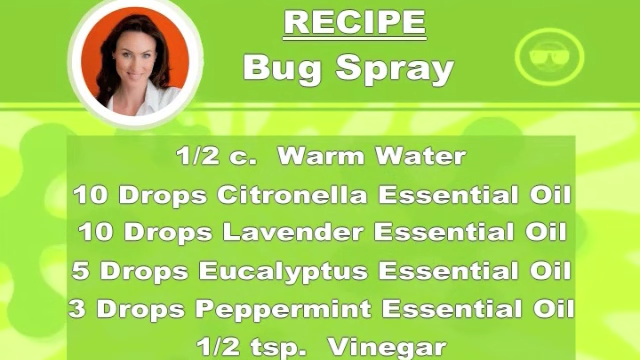 RECIPE
Bug Spray
1/2 c. Warm Water
10 Drops Citronella Essential Oil
10 Drops Lavender Essential Oil
5 Drops Eucalyptus Essential Oil
3 Drops Peppermint Essential Oil
1/2 tsp. Vinegar